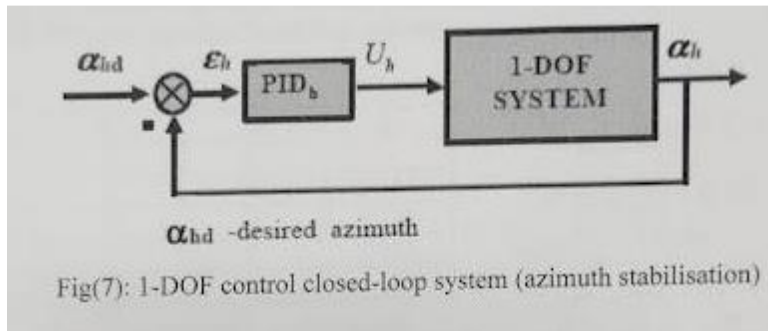 αhd
εh
PIDh
Uh
1-DOF
SYSTEM
αh
αhd -desired azimuth
Fig(7): 1-DOF control closed-loop system (azimuth stabilisation)